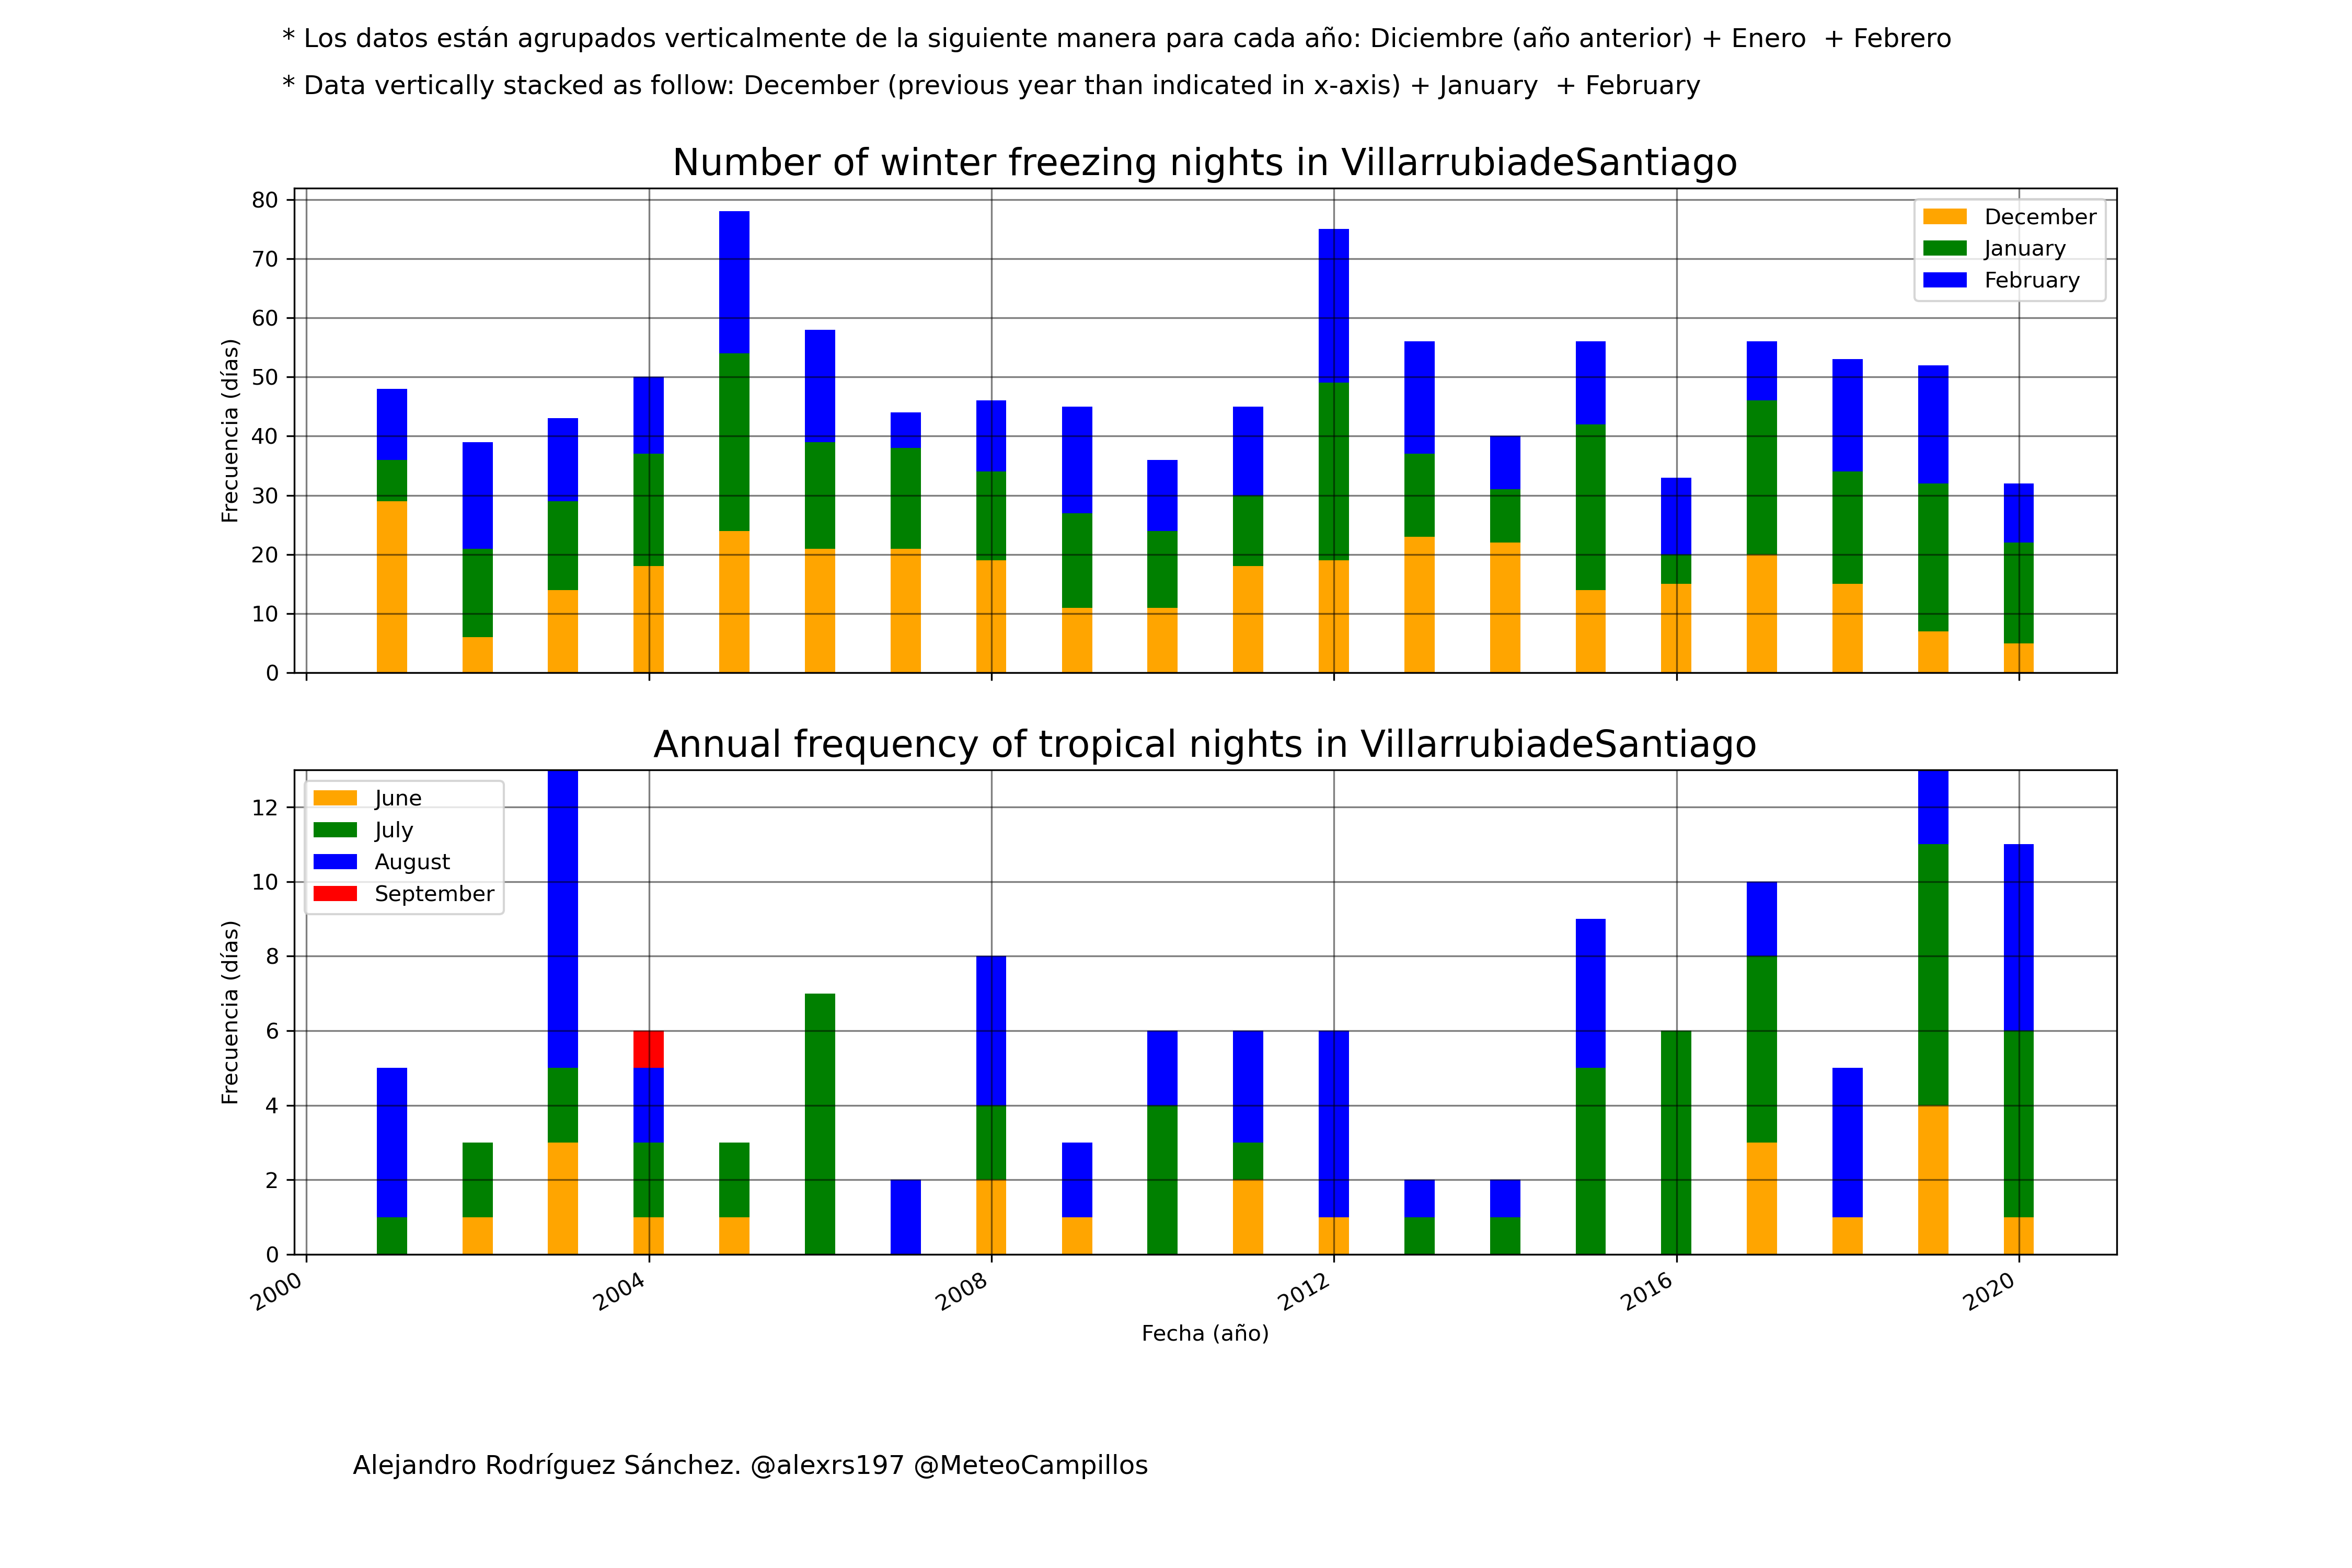 * Los datos están agrupados verticalmente de la siguiente manera para cada año: Diciembre (año anterior) + Enero  + Febrero
* Data vertically stacked as follow: December (previous year than indicated in x-axis) + January  + February
Number of winter freezing nights in VillarrubiadeSantiago
80
70
60
50
40
30
20
10
0
Frecuencia (días)
December
January
February
Annual frequency of tropical nights in VillarrubiadeSantiago
12
10
8
6
4
2
0
Frecuencia (días)
June
July
August
September
2000
2004
2008
2012
2016
2020
Fecha (año)
Alejandro Rodríguez Sánchez. @alexrs197 @MeteoCampillos